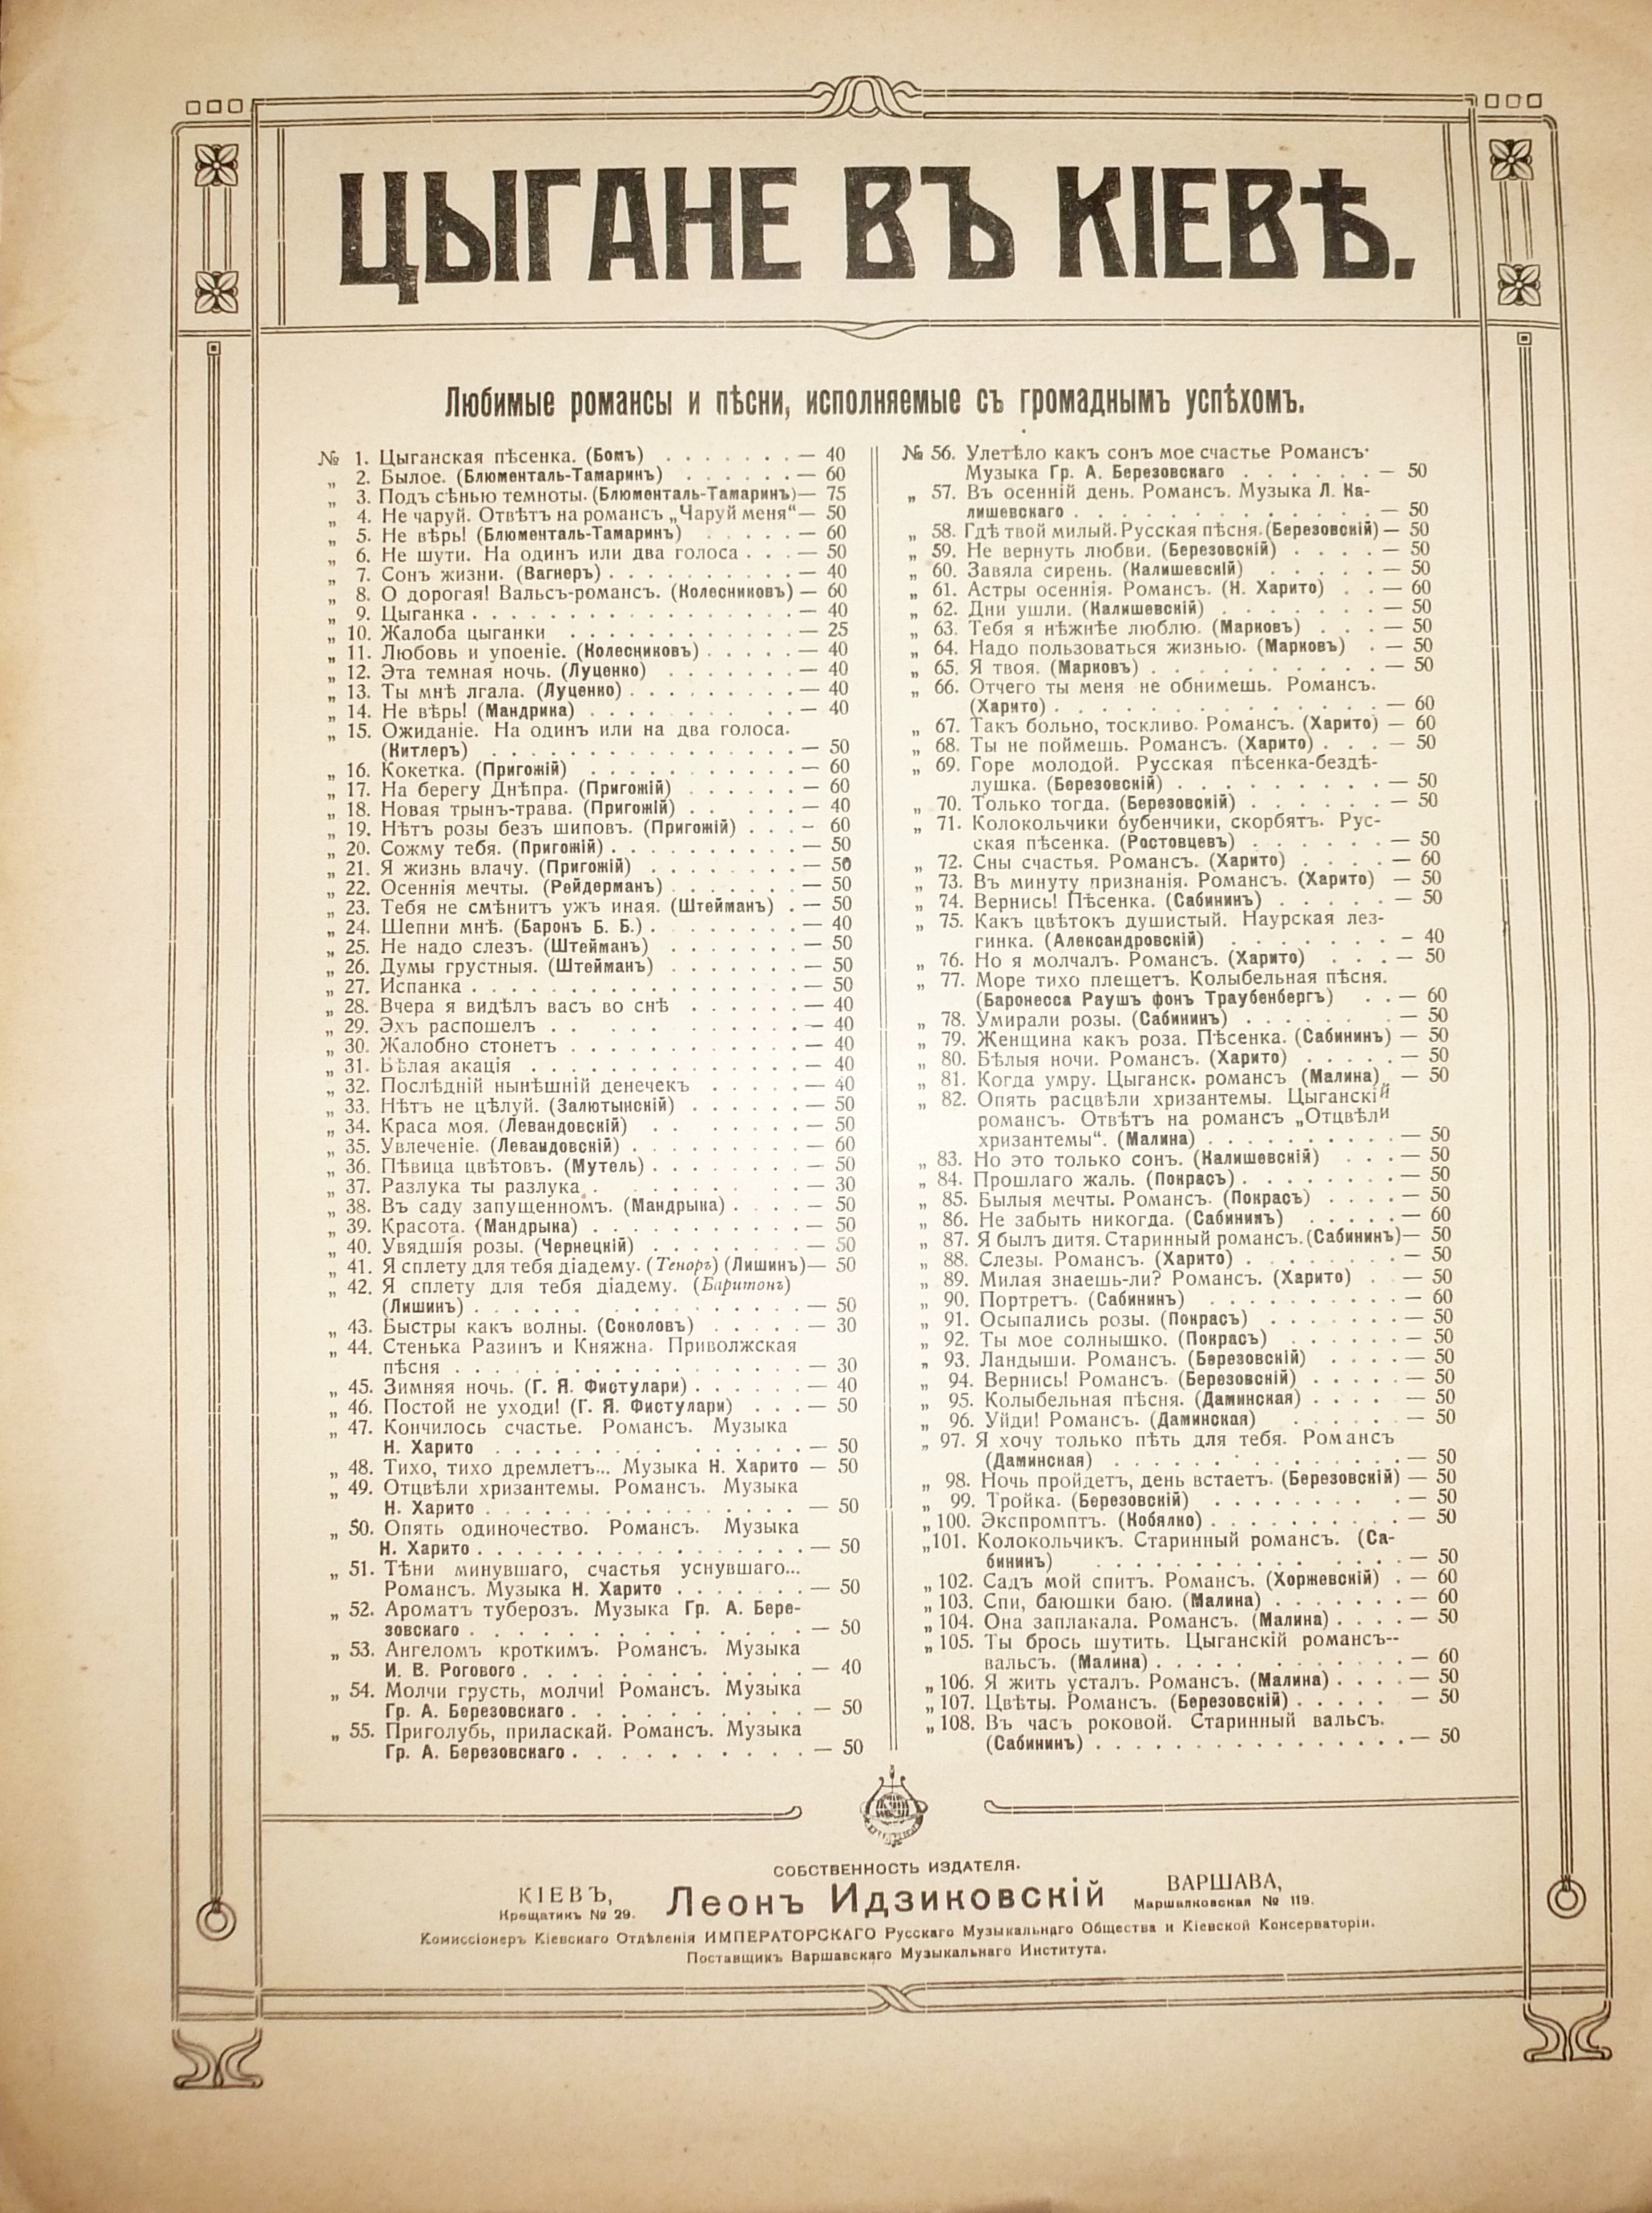 ЦЫГАНЕ ВЪ КІЕВѢ.
Любимые романсы и пѣсни, исполняемые съ громаднымъ успѣхомъ.
№ 1. Цыганская пѣсенка. (Бомъ) . . . . . . . — 40
„ 2. Былое. (Блюменталь-Тамаринъ) . . . . . . — 60
„ 3. Подъ сѣнью темноты. (Блюменталь-Тамаринъ) — 75
„ 4. Не чаруй. Отвѣтъ на романсъ „Чаруй меня“ — 50
„ 5. Не вѣрь! (Блюменталь-Тамаринъ) . . . . . — 60
„ 6. Не шути. На одинъ или два голоса . . . — 50
„ 7. Сонъ жизни. (Вагнеръ) . . . . . . . . . — 40
„ 8. О дорогая! Вальсъ-романсъ. (Колесниковъ) — 60
„ 9. Цыганка . . . . . . . . . . . . . . . — 40
„ 10. Жалоба цыганки . . . . . . . . . . . — 25
„ 11. Любовь и упоеніе. (Колесниковъ) . . . . . — 40
„ 12. Эта темная ночь. (Луценко) . . . . . . . — 40
„ 13. Ты мнѣ лгала. (Луценко) . . . . . . . . — 40
„ 14. Не вѣрь! (Мандрика) . . . . . . . . . — 40
„ 15. Ожиданіе. На одинъ или на два голоса.
(Китлеръ) . . . . . . . . . . . . . . — 50
„ 16. Кокетка. (Пригожій) . . . . . . . . . — 60
„ 17. На берегу Днѣпра. (Пригожій) . . . . . . — 60
„ 18. Новая трынъ-трава. (Пригожій) . . . . . — 40
„ 19. Нѣтъ розы безъ шиповъ. (Пригожій) . . . — 60
„ 20. Сожму тебя. (Пригожій) . . . . . . . . — 50
„ 21. Я жизнь влачу. (Пригожій) . . . . . . . — 50
„ 22. Осеннія мечты. (Рейдерманъ) . . . . . . — 50
„ 23. Тебя не смѣнитъ ужъ иная. (Штейманъ) . — 50
„ 24. Шепни мнѣ. (Баронъ Б. Б.) . . . . . . . — 40
„ 25. Не надо слезъ. (Штейманъ) . . . . . . . — 50
„ 26. Думы грустныя. (Штейманъ) . . . . . . . — 50
„ 27. Испанка . . . . . . . . . . . . . . . — 50
„ 28. Вчера я видѣлъ васъ во снѣ . . . . . . — 40
„ 29. Эхъ распошелъ . . . . . . . . . . . — 40
„ 30. Жалобно стонетъ . . . . . . . . . . . — 40
„ 31. Бѣлая акація . . . . . . . . . . . . . — 40
„ 32. Послѣдній нынѣшній денечекъ . . . . . — 40
„ 33. Нѣтъ не цѣлуй. (Залютынскій) . . . . . . — 50
„ 34. Краса моя. (Левандовскій) . . . . . . . — 50
„ 35. Увлеченіе. (Левандовскій) . . . . . . . . — 60
„ 36. Пѣвица цвѣтовъ. (Мутель) . . . . . . . — 50
„ 37. Разлука ты разлука . . . . . . . . . — 30
„ 38. Въ саду запущенномъ. (Мандрыка) . . . . — 50
„ 39. Красота. (Мандрыка) . . . . . . . . . . — 50
„ 40. Увядшія розы. (Чернецкій) . . . . . . . — 50
„ 41. Я сплету для тебя діадему. (Теноръ) (Лишинъ) — 50
„ 42. Я сплету для тебя діадему. (Баритонъ)
(Лишинъ) . . . . . . . . . . . . . . — 50
„ 43. Быстры какъ волны. (Соколовъ) . . . . . — 30
„ 44. Стенька Разинъ и Княжна. Приволжская
пѣсня . . . . . . . . . . . . . . . . — 30
„ 45. Зимняя ночь. (Г. Я. Фистулари) . . . . . . — 40
„ 46. Постой не уходи! (Г. Я. Фистулари) . . . — 50
„ 47. Кончилось счастье. Романсъ. Музыка
Н. Харито . . . . . . . . . . . . . . — 50
„ 48. Тихо, тихо дремлетъ... Музыка Н. Харито — 50
„ 49. Отцвѣли хризантемы. Романсъ. Музыка
Н. Харито . . . . . . . . . . . . . . — 50
„ 50. Опять одиночество. Романсъ. Музыка
Н. Харито . . . . . . . . . . . . . . . — 50
„ 51. Тѣни минувшаго, счастья уснувшаго...
Романсъ. Музыка Н. Харито . . . . . . . — 50
„ 52. Ароматъ туберозъ. Музыка Гр. А. Бере-
зовскаго . . . . . . . . . . . . . . . — 50
„ 53. Ангеломъ кроткимъ. Романсъ. Музыка
И. В. Рогового . . . . . . . . . . . . — 40
„ 54. Молчи грусть, молчи! Романсъ. Музыка
Гр. А. Березовскаго . . . . . . . . . . — 50
„ 55. Приголубь, приласкай. Романсъ. Музыка
Гр. А. Березовскаго . . . . . . . . . . — 50
№ 56. Улетѣло какъ сонъ мое счастье Романсъ.
Музыка Гр. А. Березовскаго . . . . . . — 50
„ 57. Въ осенній день. Романсъ. Музыка Л. Ка-
лишевскаго . . . . . . . . . . . . . . — 50
„ 58. Гдѣ твой милый. Русская пѣсня. (Березовскій) — 50
„ 59. Не вернуть любви. (Березовскій) . . . . — 50
„ 60. Завяла сирень. (Калишевскій) . . . . . — 50
„ 61. Астры осеннія. Романсъ. (Н. Харито) . . — 60
„ 62. Дни ушли. (Калишевскій) . . . . . . . — 50
„ 63. Тебя я нѣжнѣе люблю. (Марковъ) . . . — 50
„ 64. Надо пользоваться жизнью. (Марковъ) . — 50
„ 65. Я твоя. (Марковъ) . . . . . . . . . . — 50
„ 66. Отчего ты меня не обнимешь. Романсъ.
(Харито) . . . . . . . . . . . . . . . — 60
„ 67. Такъ больно, тоскливо. Романсъ. (Харито) — 60
„ 68. Ты не поймешь. Романсъ. (Харито) . . . — 50
„ 69. Горе молодой. Русская пѣсенка-бездѣ-
лушка. (Березовскій) . . . . . . . . . . — 50
„ 70. Только тогда. (Березовскій) . . . . . . — 50
„ 71. Колокольчики бубенчики, скорбятъ. Рус-
ская пѣсенка. (Ростовцевъ) . . . . . . — 50
„ 72. Сны счастья. Романсъ. (Харито) . . . . — 60
„ 73. Въ минуту признанія. Романсъ. (Харито) — 50
„ 74. Вернись! Пѣсенка. (Сабининъ) . . . . . — 50
„ 75. Какъ цвѣтокъ душистый. Наурская лез-
гинка. (Александровскій) . . . . . . . — 40
„ 76. Но я молчалъ. Романсъ. (Харито) . . . — 50
„ 77. Море тихо плещетъ. Колыбельная пѣсня.
(Баронесса Раушъ фонъ Траубенбергъ) . . — 60
„ 78. Умирали розы. (Сабининъ) . . . . . . . — 50
„ 79. Женщина какъ роза. Пѣсенка. (Сабининъ) — 50
„ 80. Бѣлыя ночи. Романсъ. (Харито) . . . . . — 50
„ 81. Когда умру. Цыганск. романсъ (Малина) — 50
„ 82. Опять расцвѣли хризантемы. Цыганскій
романсъ. Отвѣтъ на романсъ „Отцвѣли
хризантемы“. (Малина) . . . . . . . . . — 50
„ 83. Но это только сонъ. (Калишевскій) . . . — 50
„ 84. Прошлаго жаль. (Покрасъ) . . . . . . . — 50
„ 85. Былыя мечты. Романсъ. (Покрасъ) . . . . — 50
„ 86. Не забыть никогда. (Сабининъ) . . . . . — 60
„ 87. Я былъ дитя. Старинный романсъ. (Сабининъ) — 50
„ 88. Слезы. Романсъ. (Харито) . . . . . . . — 50
„ 89. Милая знаешь-ли? Романсъ. (Харито) . — 50
„ 90. Портретъ. (Сабининъ) . . . . . . . . . — 60
„ 91. Осыпались розы. (Покрасъ) . . . . . . . — 50
„ 92. Ты мое солнышко. (Покрасъ) . . . . . . — 50
„ 93. Ландыши. Романсъ. (Березовскій) . . . . — 50
„ 94. Вернись! Романсъ. (Березовскій) . . . . . — 50
„ 95. Колыбельная пѣсня. (Даминская) . . . . — 50
„ 96. Уйди! Романсъ. (Даминская) . . . . . — 50
„ 97. Я хочу только пѣть для тебя. Романсъ
(Даминская) . . . . . . . . . . . . . — 50
„ 98. Ночь пройдетъ, день встаетъ. (Березовскій) — 50
„ 99. Тройка. (Березовскій) . . . . . . . . . — 50
„ 100. Экспромптъ. (Кобялко) . . . . . . . . . — 50
„ 101. Колокольчикъ. Старинный романсъ. (Са-
бининъ) . . . . . . . . . . . . . . — 50
„ 102. Садъ мой спитъ. Романсъ. (Хоржевскій) . — 60
„ 103. Спи, баюшки баю. (Малина) . . . . . . . — 60
„ 104. Она заплакала. Романсъ. (Малина) . . . . — 50
„ 105. Ты брось шутить. Цыганскій романсъ--
вальсъ. (Малина) . . . . . . . . . . . . — 60
„ 106. Я жить усталъ. Романсъ. (Малина) . . . . — 50
„ 107. Цвѣты. Романсъ. (Березовскій) . . . . . — 50
„ 108. Въ часъ роковой. Старинный вальсъ.
(Сабининъ) . . . . . . . . . . . . . . . — 50
СОБСТВЕННОСТЬ ИЗДАТЕЛЯ.
КІЕВЪ, Леонъ Идзиковскій ВАРШАВА,
Крещатикъ № 29. Маршалковская № 119.
Комиссіонеръ Кіевскаго Отдѣленія ИМПЕРАТОРСКАГО Русскаго Музыкальнаго Общества и Кіевской Консерваторіи.
Поставщикъ Варшавскаго Музыкальнаго Института.